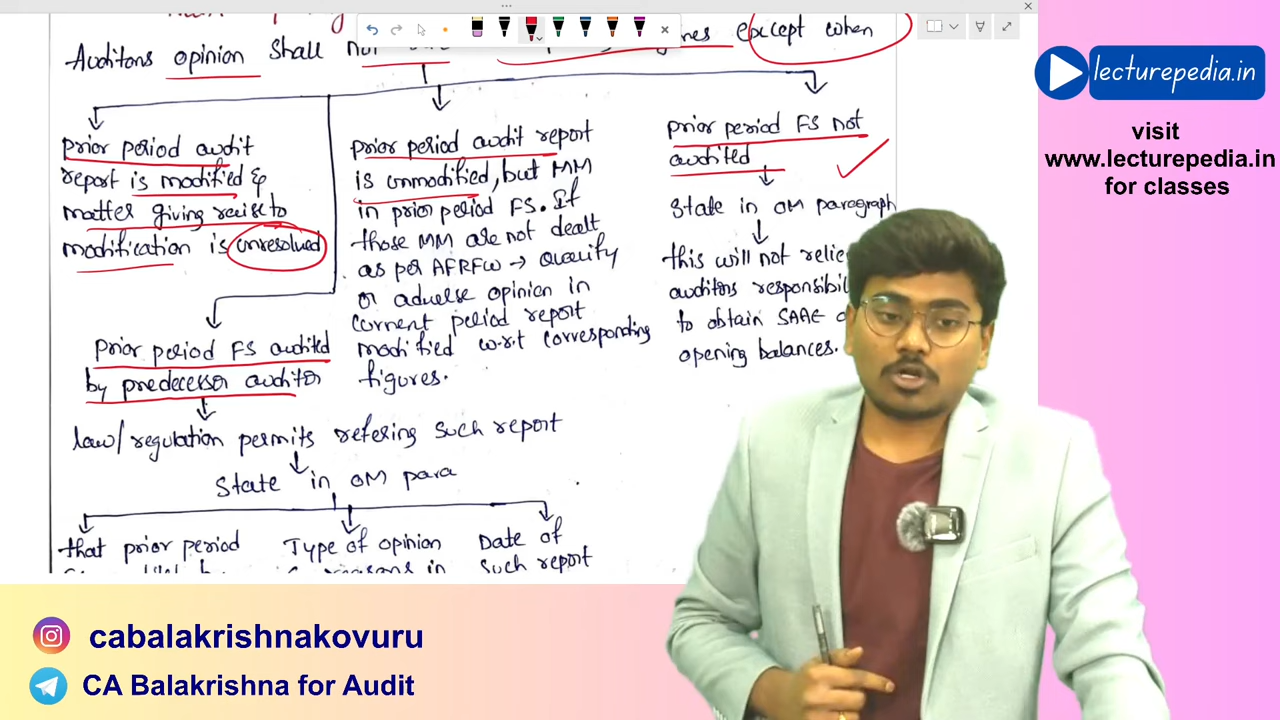 Auditors opinion shall not
except when
prior period audit
report is modified &
matter giving raise to
modification is unresolved
prior period audit report
is unmodified, but MM
in prior period FS. If
those MM are not dealt
as per AFRFW → qualify
or adverse opinion in
current period report
modified w.r.t corresponding
figures.
prior period FS not
audited
State in OM paragraph
this will not relie
auditors responsibil
to obtain SAAE o
opening balances.
prior period FS audited
by predecessor auditor
law/regulation permits refering such report
State in OM para
that prior period
Type of opinion
Date of
such report
lecturepedia.in
visit
www.lecturepedia.in
for classes
cabalakrishnakovuru
CA Balakrishna for Audit